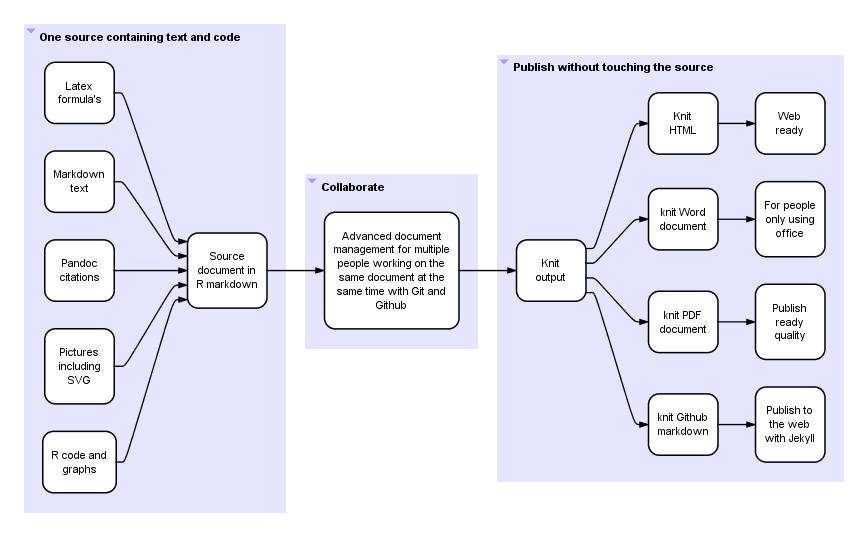 One source containing text and code
Latex
formula's
Markdown
text
Pandoc
citations
Pictures
including
SVG
R code and
graphs
Source
document in
R markdown
Collaborate
Advanced document
management for multiple
people working on the
same document at the
same time with Git and
Github
Publish without touching the source
Knit
output
Knit
HTML
Web
ready
knit Word
document
For people
only using
office
knit PDF
document
Publish
ready
quality
knit Github
markdown
Publish to
the web
with Jekyll